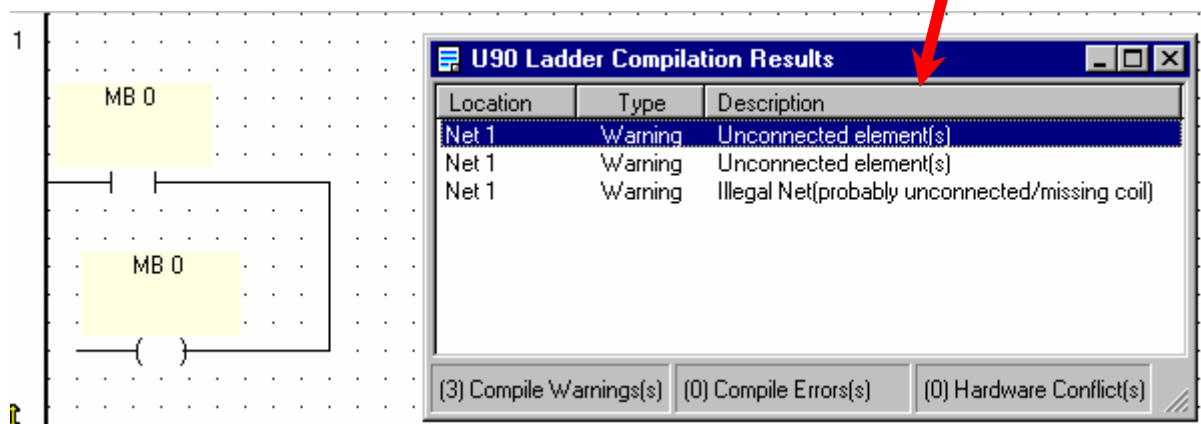 1
MB 0
MB 0
U90 Ladder Compilation Results
Location Type Description
Net 1 Warning Unconnected element(s)
Net 1 Warning Unconnected element(s)
Net 1 Warning Illegal Net(probably unconnected/missing coil)
(3) Compile Warnings(s) (0) Compile Errors(s) (0) Hardware Conflict(s)